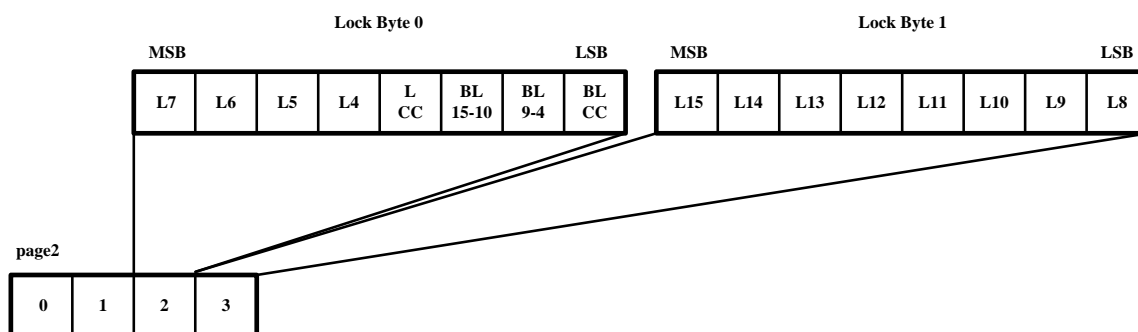 Lock Byte 0 Lock Byte 1
MSB LSB MSB LSB
L7 L6 L5 L4 L CC BL 15-10 BL 9-4 BL CC L15 L14 L13 L12 L11 L10 L9 L8
page2
0 1 2 3